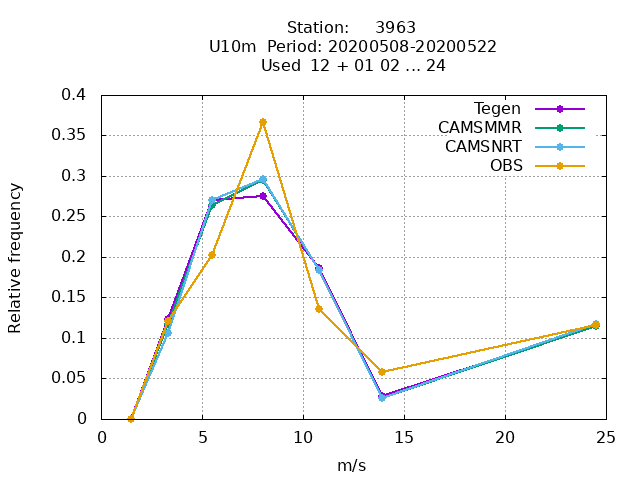 Station: 3963
U10m Period: 20200508-20200522
Used 12 + 01 02 ... 24
Tegen
CAMSMMR
CAMSNRT
OBS
Relative frequency
0.4
0.35
0.3
0.25
0.2
0.15
0.1
0.05
0
0 5 10 15 20 25
m/s